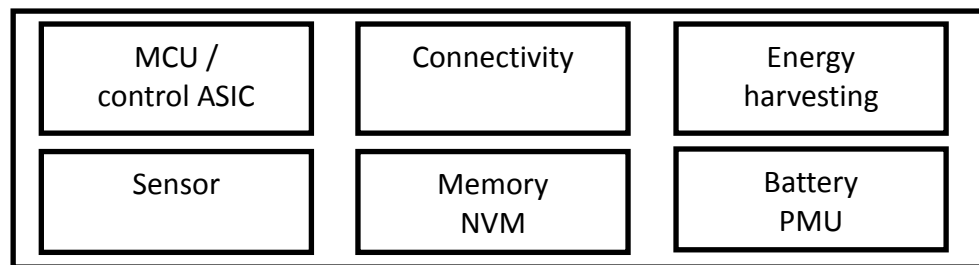 MCU /
control ASIC
Connectivity
Energy
harvesting
Sensor
Memory
NVM
Battery
PMU